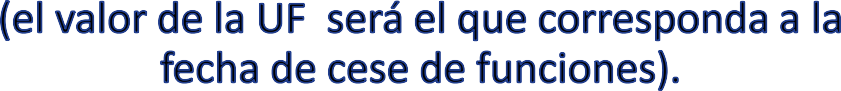 (el valor de la UF  será el que corresponda a la
fecha de cese de funciones).